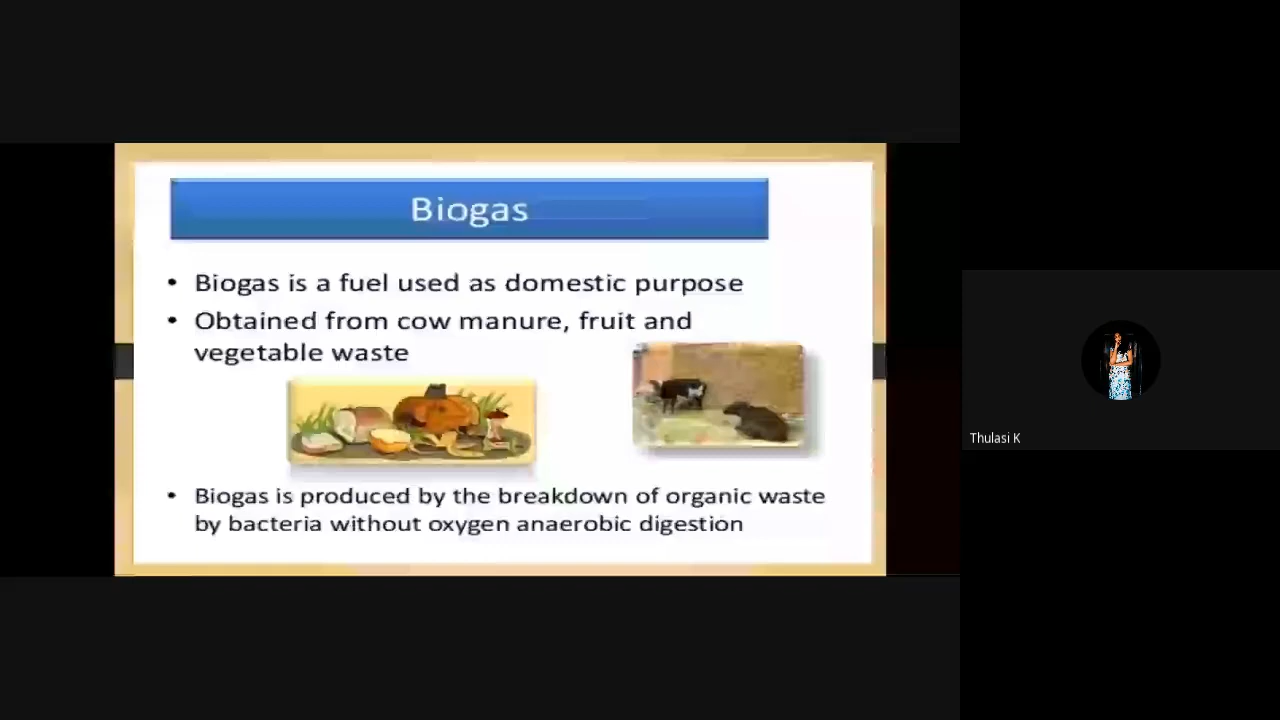 Biogas
• Biogas is a fuel used as domestic purpose
• Obtained from cow manure, fruit and
vegetable waste
• Biogas is produced by the breakdown of organic waste
by bacteria without oxygen anaerobic digestion
Thulasi K